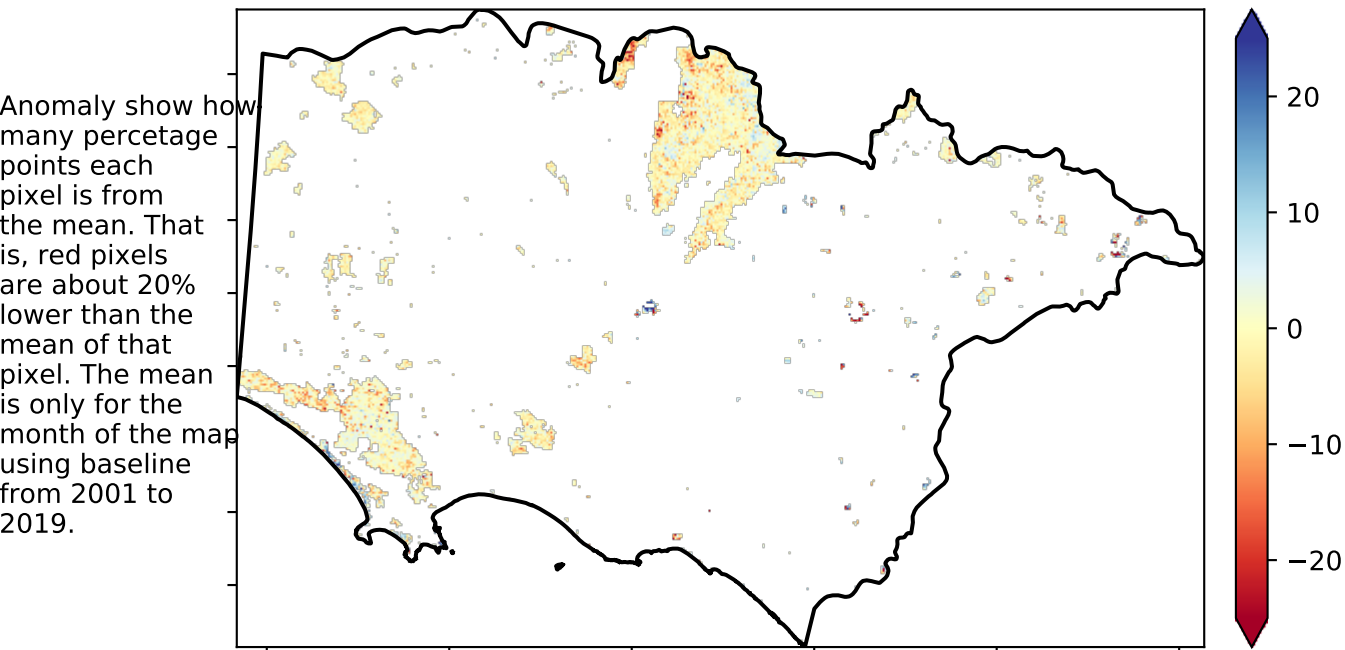 Anomaly show how
many percetage
points each
pixel is from
the mean. That
is, red pixels
are about 20%
lower than the
mean of that
pixel. The mean
is only for the
month of the map
using baseline
from 2001 to
2019.
20
10
0
−10
−20